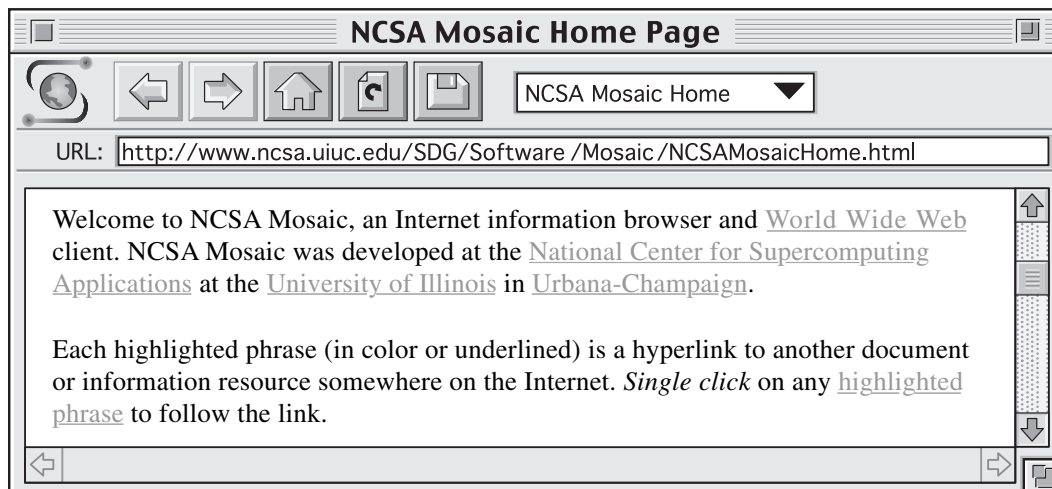 NCSA Mosaic Home Page
NCSA Mosaic Home
URL: http://www.ncsa.uiuc.edu/SDG/Software /Mosaic/NCSAMosaicHome.html
Welcome to NCSA Mosaic, an Internet information browser and World Wide Web
client. NCSA Mosaic was developed at the National Center for Supercomputing
Applications at the University of Illinois in Urbana-Champaign.
Each highlighted phrase (in color or underlined) is a hyperlink to another document
or information resource somewhere on the Internet. Single click on any highlighted
phrase to follow the link.